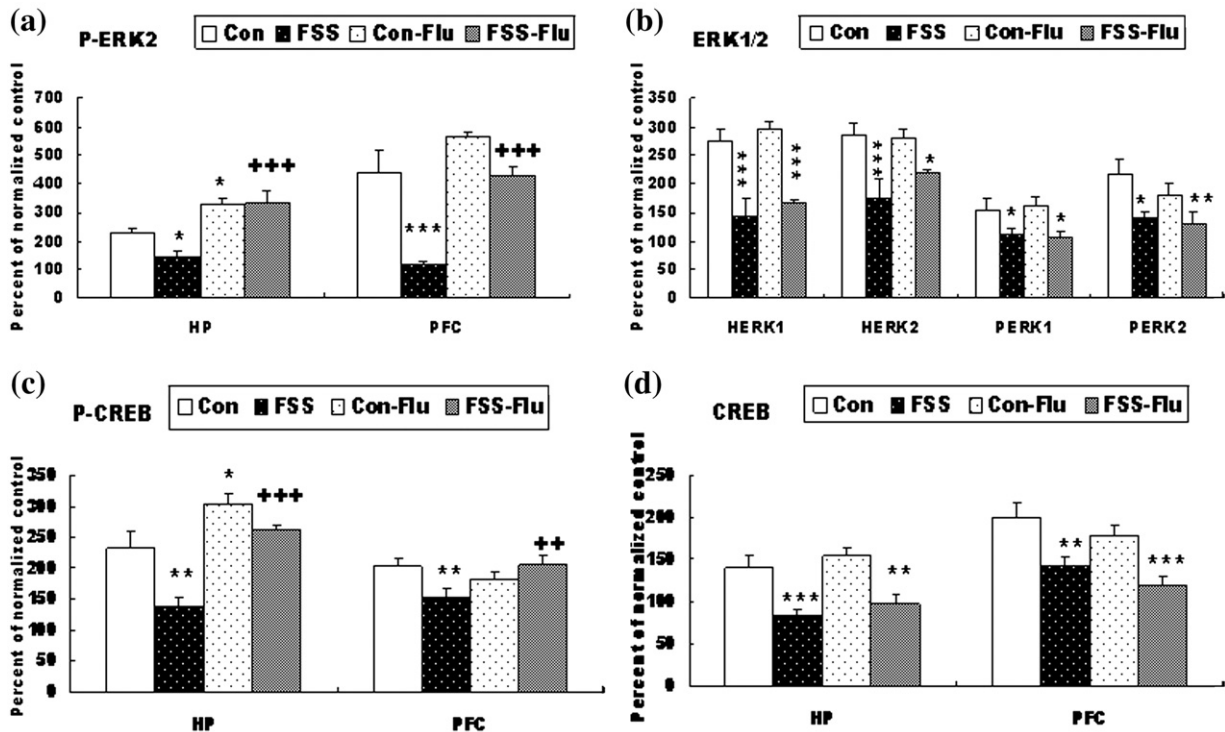 (a)
P-ERK2
Con FSS Con-Flu FSS-Flu
Percent of normalized control
700
600
500
400
300
200
100
0
* * * +++
*** +++
HP PFC
(b)
ERK1/2
Con FSS Con-Flu FSS-Flu
Percent of normalized control
350
300
250
200
150
100
50
0
*** *** *** * * * * **
HERK1 HERK2 PERK1 PERK2
(c)
P-CREB
Con FSS Con-Flu FSS-Flu
Percent of normalized control
350
300
250
200
150
100
50
0
** * +++ ** ++
HP PFC
(d)
CREB
Con FSS Con-Flu FSS-Flu
Percent of normalized control
250
200
150
100
50
0
*** ** ** ***
HP PFC